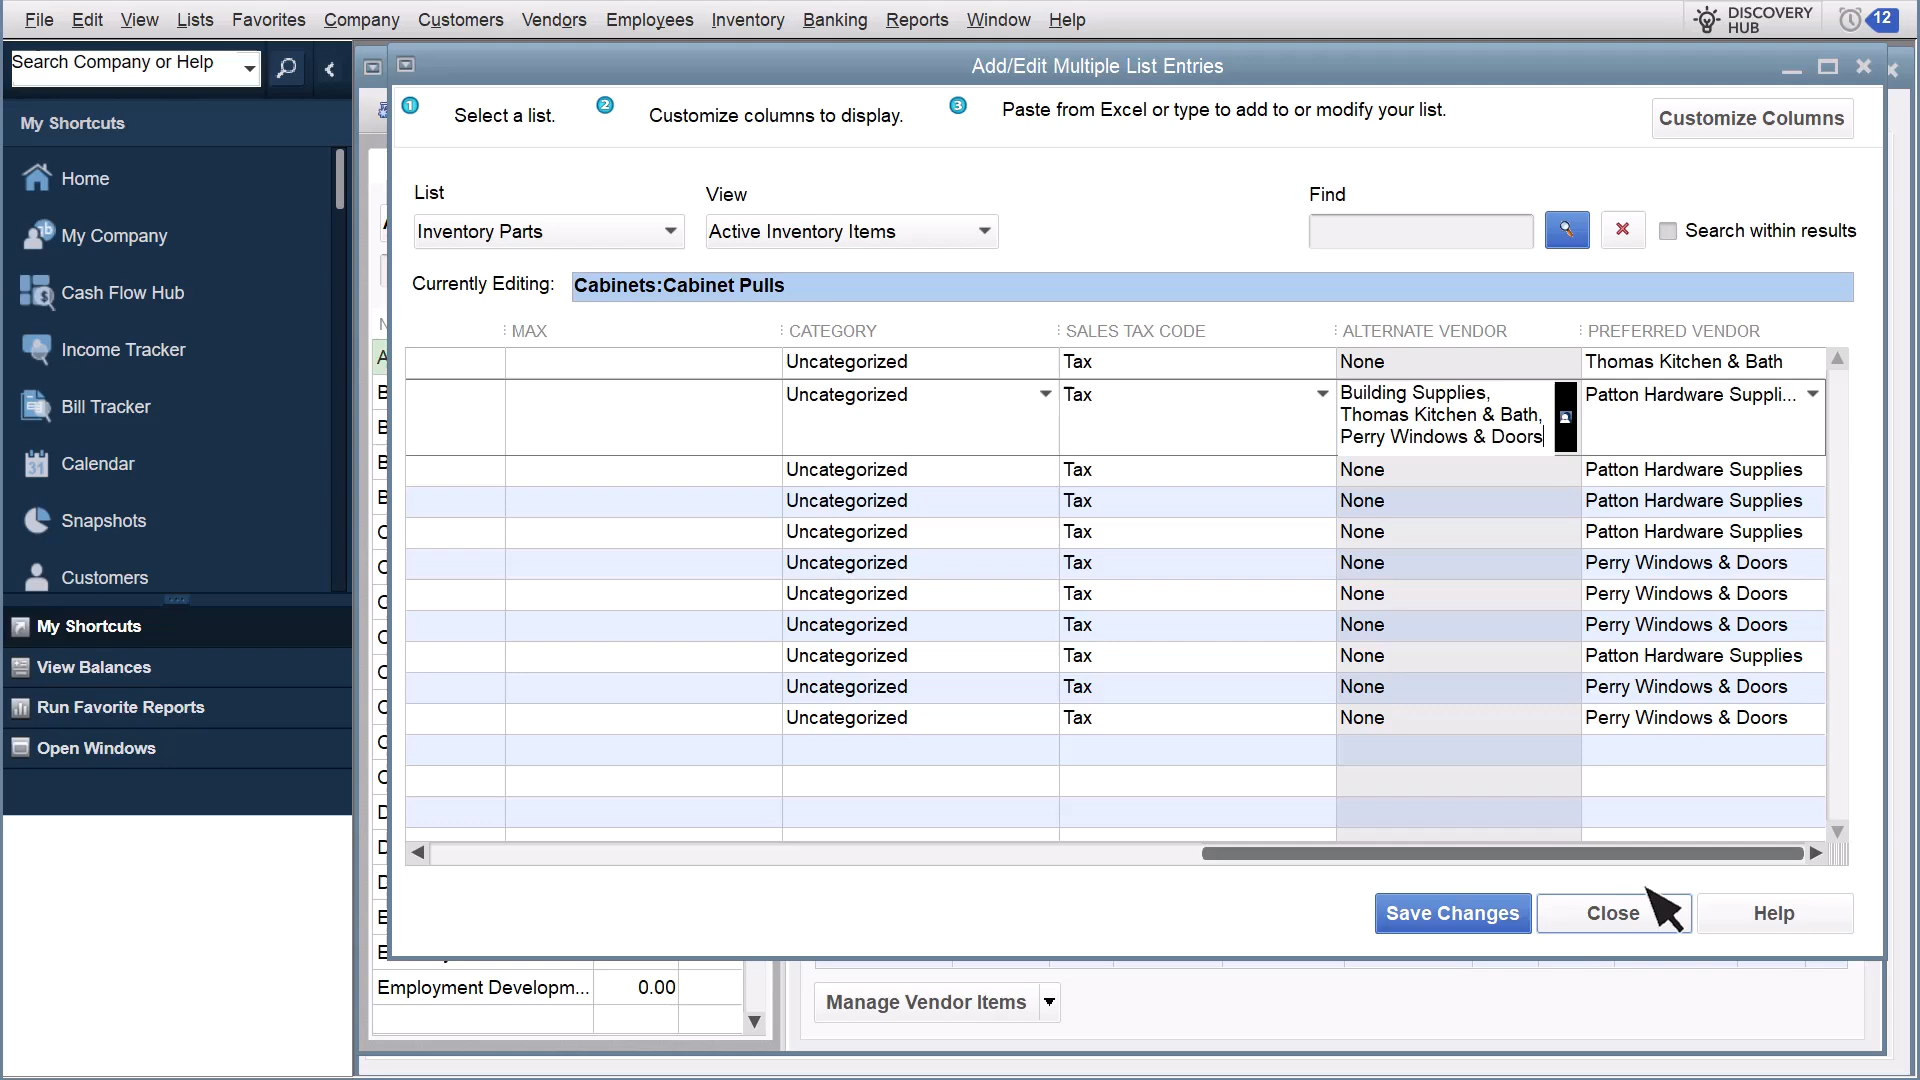 File Edit View Lists Favorites Company Customers Vendors Employees Inventory Banking Reports Window Help
DISCOVERY
HUB
12
Search Company or Help
My Shortcuts
Home
My Company
Cash Flow Hub
Income Tracker
Bill Tracker
31
Calendar
Snapshots
Customers
My Shortcuts
View Balances
Run Favorite Reports
Open Windows
Add/Edit Multiple List Entries
1 Select a list. 2 Customize columns to display. 3 Paste from Excel or type to add to or modify your list.
Customize Columns
List View Find
Inventory Parts Active Inventory Items Search within results
Currently Editing: Cabinets:Cabinet Pulls
MAX CATEGORY SALES TAX CODE ALTERNATE VENDOR PREFERRED VENDOR
Uncategorized Tax None Thomas Kitchen & Bath
Uncategorized Tax Building Supplies, Patton Hardware Suppli...
Thomas Kitchen & Bath,
Perry Windows & Doors
Uncategorized Tax None Patton Hardware Supplies
Uncategorized Tax None Patton Hardware Supplies
Uncategorized Tax None Patton Hardware Supplies
Uncategorized Tax None Perry Windows & Doors
Uncategorized Tax None Perry Windows & Doors
Uncategorized Tax None Perry Windows & Doors
Uncategorized Tax None Patton Hardware Supplies
Uncategorized Tax None Perry Windows & Doors
Uncategorized Tax None Perry Windows & Doors
Save Changes Close Help
Employment Developm... 0.00
Manage Vendor Items